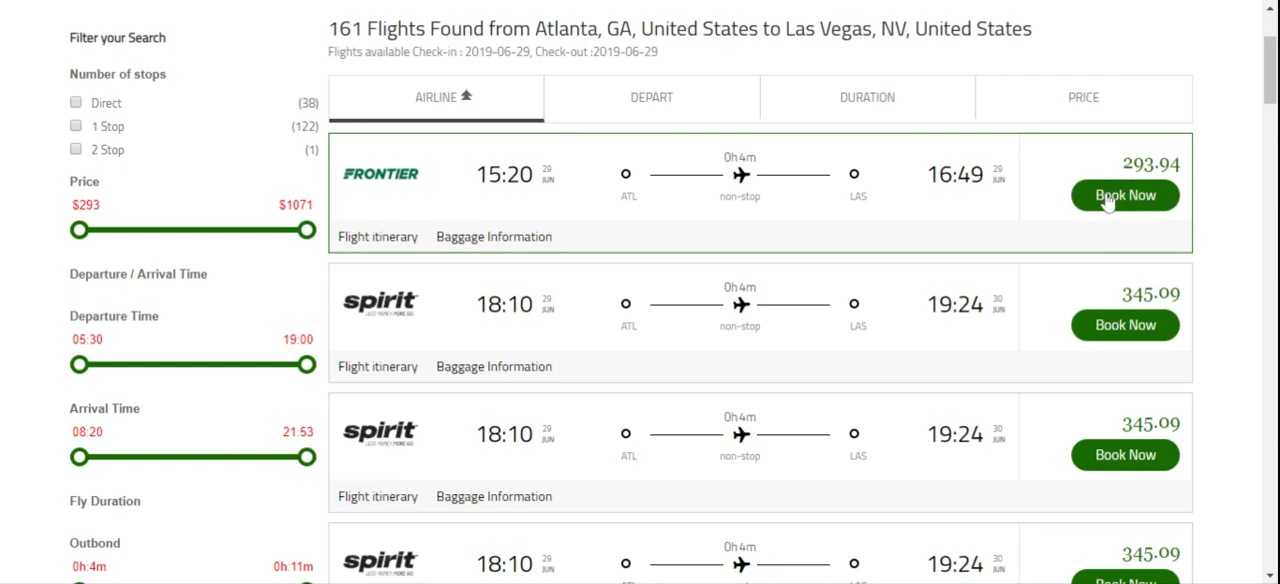 161 Flights Found from Atlanta, GA, United States to Las Vegas, NV, United States
Flights available Check-in : 2019-06-29, Check-out :2019-06-29
Filter your Search
Number of stops
Direct (38)
1 Stop (122)
2 Stop (1)
Price
$293 $1071
Departure / Arrival Time
Departure Time
05:30 19:00
Arrival Time
08:20 21:53
Fly Duration
Outbond
0h:4m 0h:11m
AIRLINE DEPART DURATION PRICE
FRONTIER 15:20 29 JUN 0h4m 16:49 29 JUN 293.94
ATL non-stop LAS Book Now
Flight itinerary Baggage Information
spirit 18:10 29 JUN 0h4m 19:24 30 JUN 345.09
ATL non-stop LAS Book Now
Flight itinerary Baggage Information
spirit 18:10 29 JUN 0h4m 19:24 30 JUN 345.09
ATL non-stop LAS Book Now
Flight itinerary Baggage Information
spirit 18:10 29 JUN 0h4m 19:24 30 JUN 345.09
Book Now